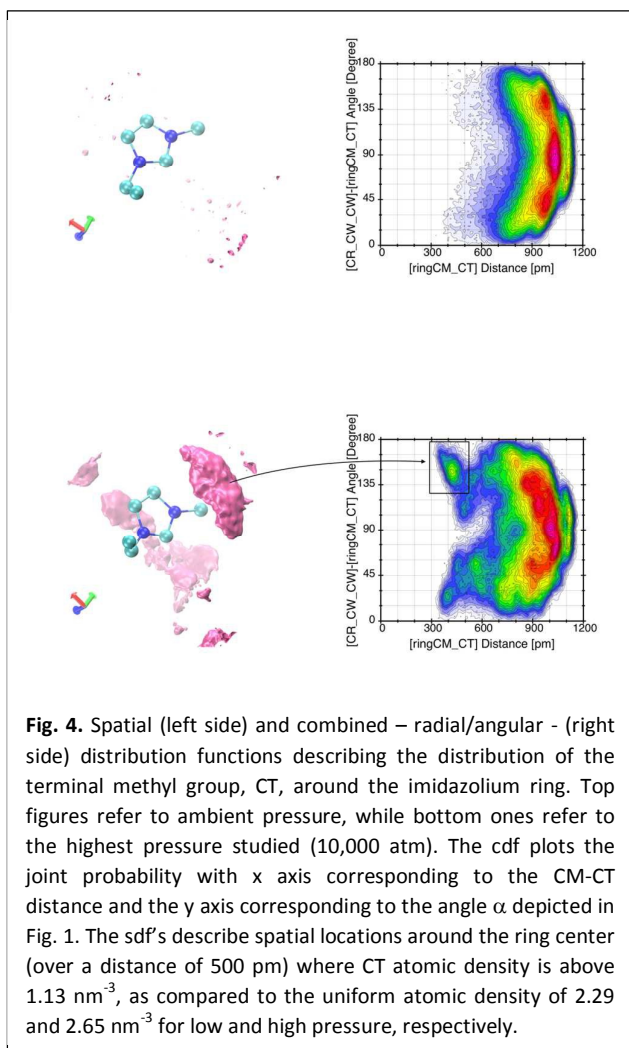 180
135
90
45
0
0 300 600 900 1200
[CR_CW_CW]-[ringCM_CT] Angle [Degree]
[ringCM_CT] Distance [pm]
180
135
90
45
0
0 300 600 900 1200
[CR_CW_CW]-[ringCM_CT] Angle [Degree]
[ringCM_CT] Distance [pm]
Fig. 4. Spatial (left side) and combined – radial/angular - (right
side) distribution functions describing the distribution of the
terminal methyl group, CT, around the imidazolium ring. Top
figures refer to ambient pressure, while bottom ones refer to
the highest pressure studied (10,000 atm). The cdf plots the
joint probability with x axis corresponding to the CM-CT
distance and the y axis corresponding to the angle α depicted in
Fig. 1. The sdf's describe spatial locations around the ring center
(over a distance of 500 pm) where CT atomic density is above
1.13 nm⁻³, as compared to the uniform atomic density of 2.29
and 2.65 nm⁻³ for low and high pressure, respectively.